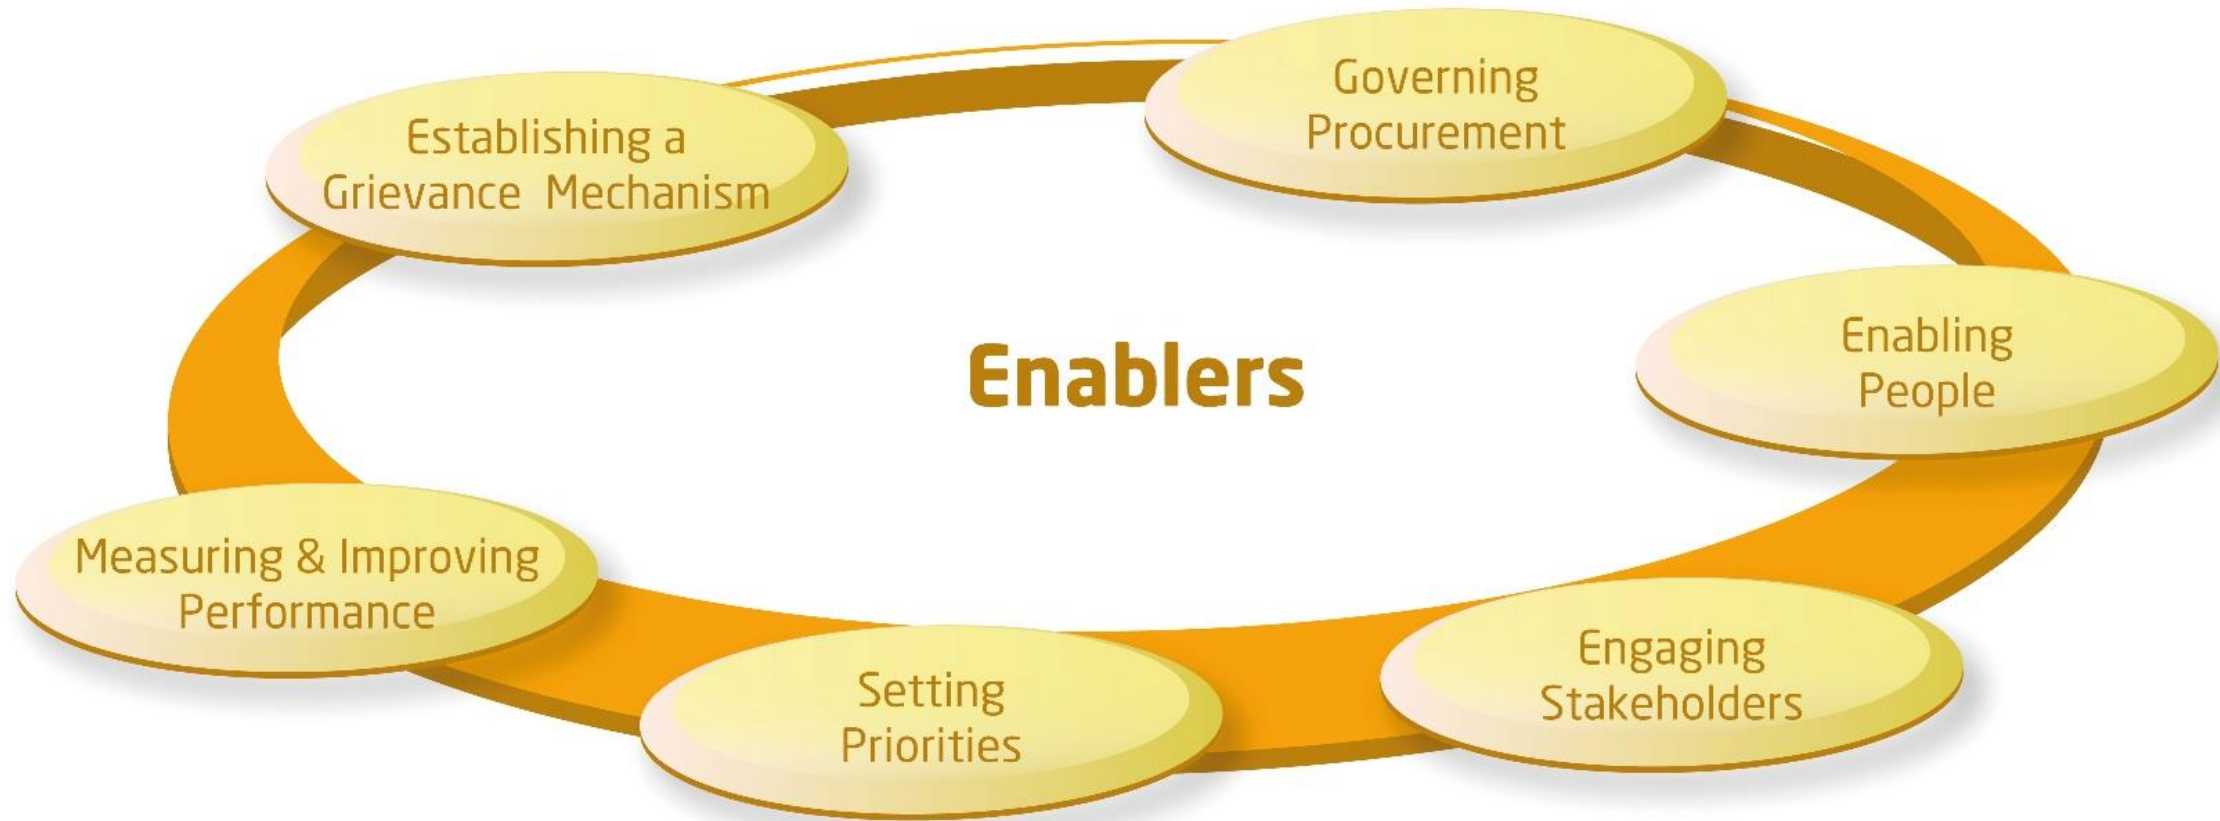 Governing
Procurement
Establishing a
Grievance  Mechanism
Enabling
People
Enablers
Measuring & Improving
Performance
Engaging
Stakeholders
Setting
Priorities